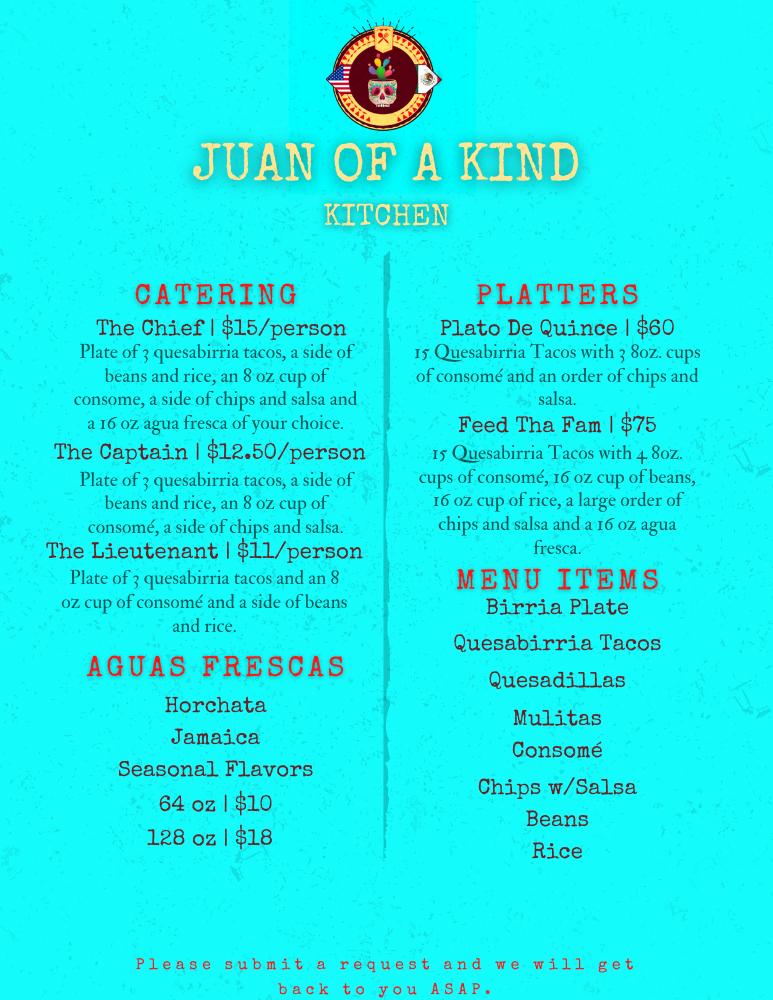 JUAN OF A KIND
KITCHEN
CATERING
The Chief | $15/person
Plate of 3 quesabirria tacos, a side of
beans and rice, an 8 oz cup of
consome, a side of chips and salsa and
a 16 oz agua fresca of your choice.
The Captain | $12.50/person
Plate of 3 quesabirria tacos, a side of
beans and rice, an 8 oz cup of
consomé, a side of chips and salsa.
The Lieutenant | $11/person
Plate of 3 quesabirria tacos and an 8
oz cup of consomé and a side of beans
and rice.
AGUAS FRESCAS
Horchata
Jamaica
Seasonal Flavors
64 oz | $10
128 oz | $18
PLATTERS
Plato De Quince | $60
15 Quesabirria Tacos with 3 8oz. cups
of consomé and an order of chips and
salsa.
Feed Tha Fam | $75
15 Quesabirria Tacos with 4 8oz.
cups of consomé, 16 oz cup of beans,
16 oz cup of rice, a large order of
chips and salsa and a 16 oz agua
fresca.
MENU ITEMS
Birria Plate
Quesabirria Tacos
Quesadillas
Mulitas
Consomé
Chips w/Salsa
Beans
Rice
Please submit a request and we will get
back to you ASAP.